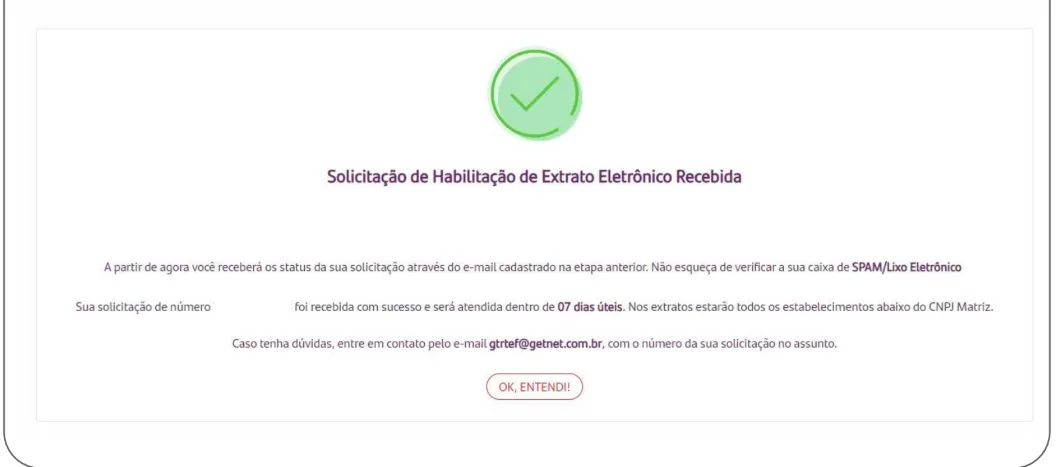 Solicitação de Habilitação de Extrato Eletrônico Recebida
A partir de agora você receberá os status da sua solicitação através do e-mail cadastrado na etapa anterior. Não esqueça de verificar a sua caixa de SPAM/Lixo Eletrônico
Sua solicitação de número foi recebida com sucesso e será atendida dentro de 07 dias úteis. Nos extratos estarão todos os estabelecimentos abaixo do CNPJ Matriz.
Caso tenha dúvidas, entre em contato pelo e-mail gtrtef@getnet.com.br, com o número da sua solicitação no assunto.
OK, ENTENDI!